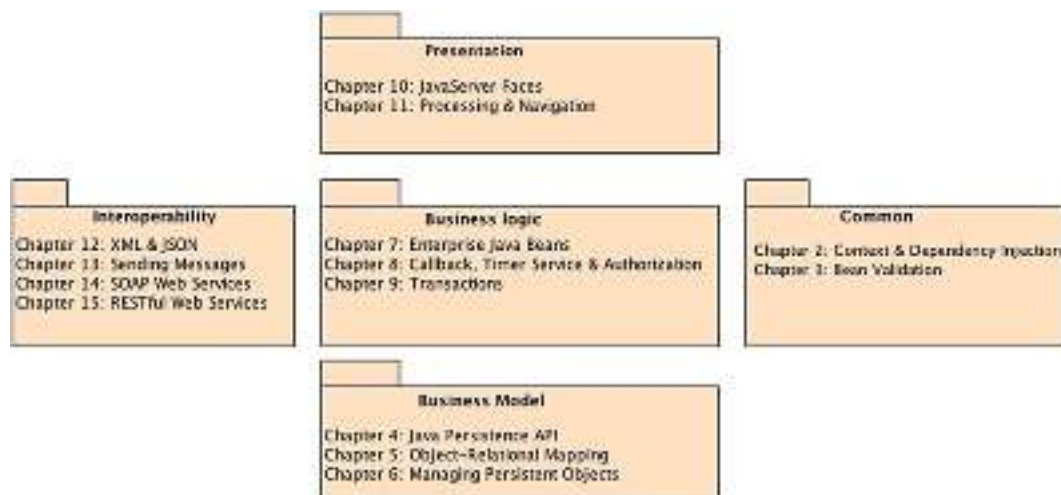 Presentation
Chapter 10: JavaServer Faces
Chapter 11: Processing & Navigation
Interoperability
Chapter 12: XML & JSON
Chapter 13: Sending Messages
Chapter 14: SOAP Web Services
Chapter 15: RESTful Web Services
Business logic
Chapter 7: Enterprise Java Beans
Chapter 8: Callback, Timer Service & Authorization
Chapter 9: Transactions
Common
Chapter 2: Context & Dependency Injection
Chapter 3: Bean Validation
Business Model
Chapter 4: Java Persistence API
Chapter 5: Object-Relational Mapping
Chapter 6: Managing Persistent Objects